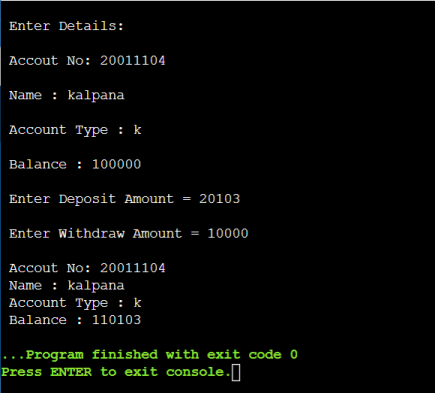 Enter Details:
Accout No: 20011104
Name : kalpana
Account Type : k
Balance : 100000
Enter Deposit Amount = 20103
Enter Withdraw Amount = 10000
Accout No: 20011104
Name : kalpana
Account Type : k
Balance : 110103
...Program finished with exit code 0
Press ENTER to exit console.